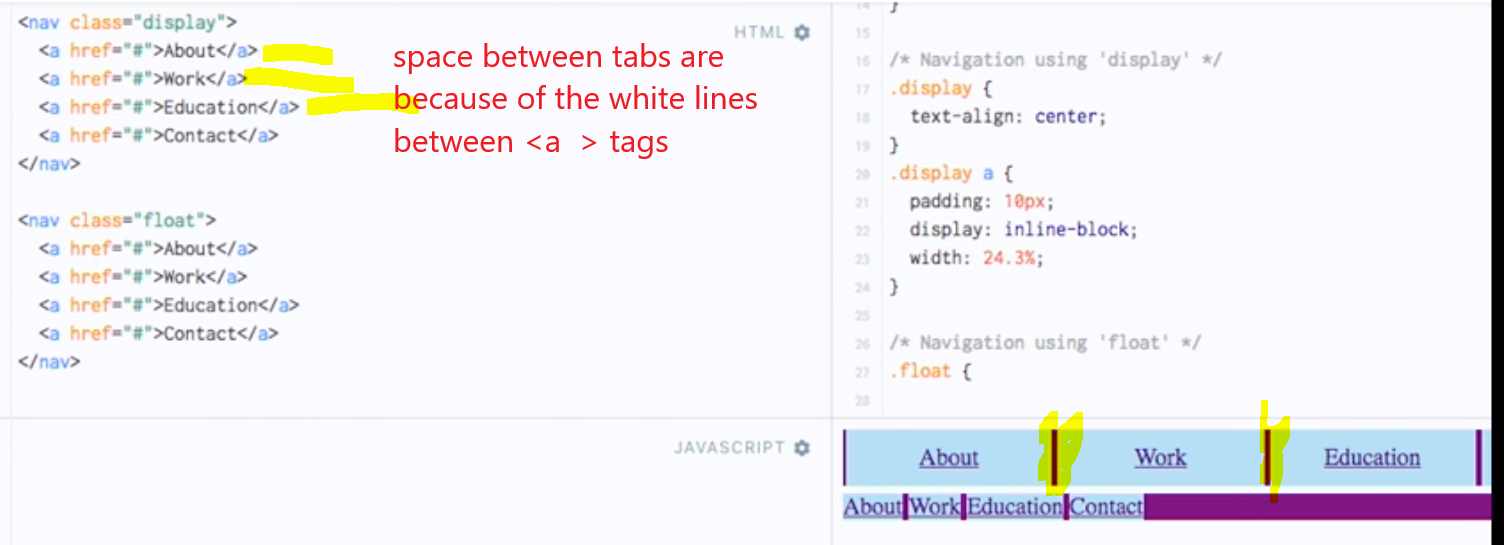 <nav class="display">
<a href="#">About</a>
<a href="#">Work</a>
<a href="#">Education</a>
<a href="#">Contact</a>
</nav>
<nav class="float">
<a href="#">About</a>
<a href="#">Work</a>
<a href="#">Education</a>
<a href="#">Contact</a>
</nav>
HTML
space between tabs are
because of the white lines
between <a  > tags
14 }
15
16 /* Navigation using 'display' */
17 .display {
18 text-align: center;
19 }
20 .display a {
21 padding: 10px;
22 display: inline-block;
23 width: 24.3%;
24 }
25
26 /* Navigation using 'float' */
27 .float {
28
JAVASCRIPT
About Work Education
About Work Education Contact